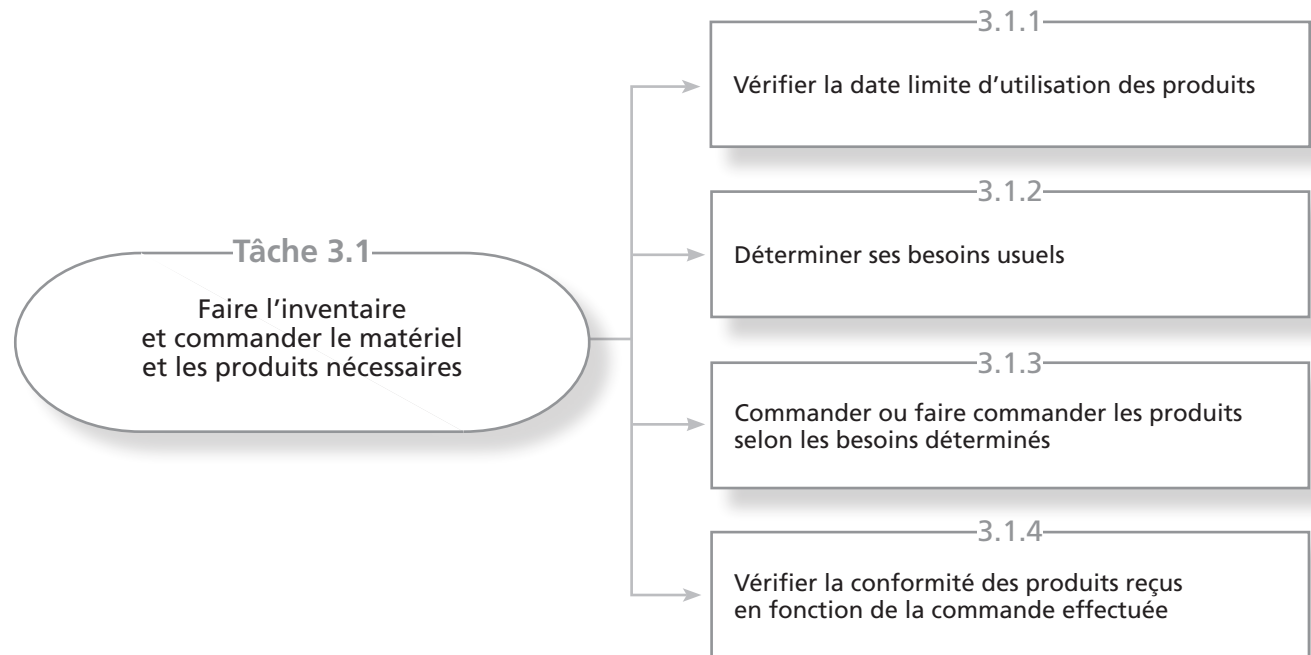 Tâche 3.1
Faire l’inventaire
et commander le matériel
et les produits nécessaires
3.1.1
Vérifier la date limite d’utilisation des produits
3.1.2
Déterminer ses besoins usuels
3.1.3
Commander ou faire commander les produits
selon les besoins déterminés
3.1.4
Vérifier la conformité des produits reçus
en fonction de la commande effectuée